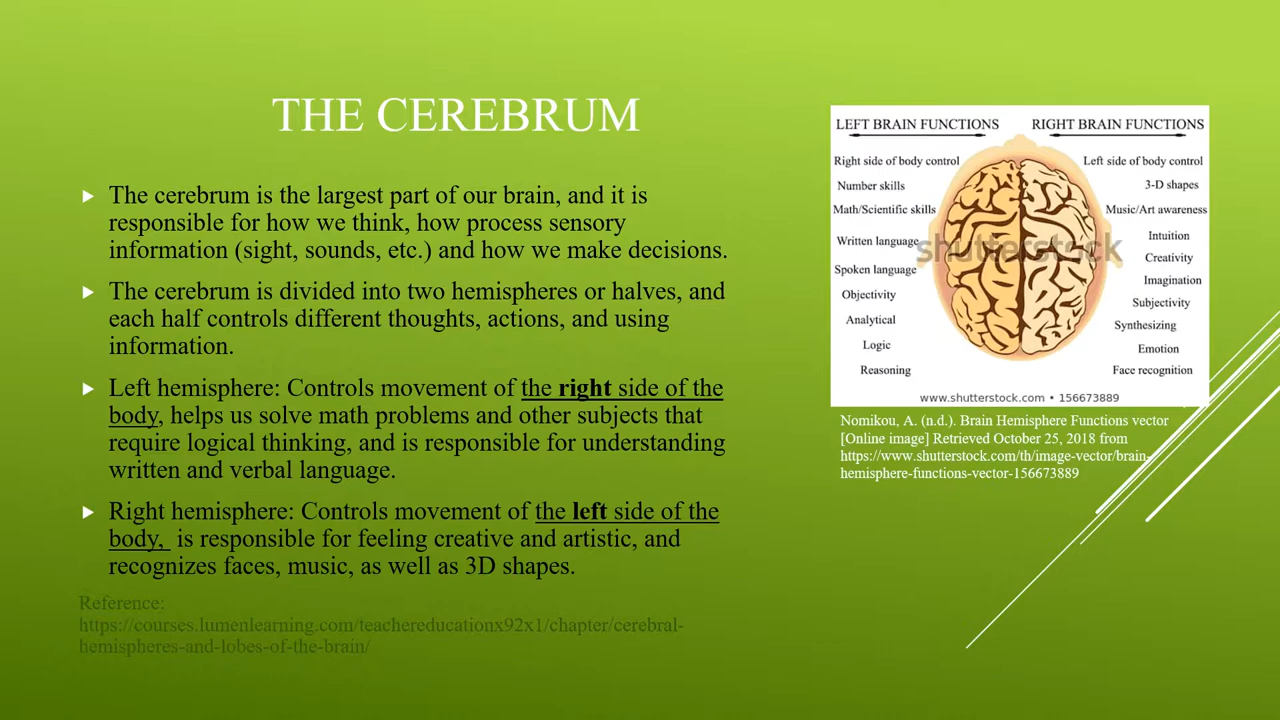 THE CEREBRUM
The cerebrum is the largest part of our brain, and it is
responsible for how we think, how process sensory
information (sight, sounds, etc.) and how we make decisions.
The cerebrum is divided into two hemispheres or halves, and
each half controls different thoughts, actions, and using
information.
Left hemisphere: Controls movement of the right side of the
body, helps us solve math problems and other subjects that
require logical thinking, and is responsible for understanding
written and verbal language.
Right hemisphere: Controls movement of the left side of the
body,  is responsible for feeling creative and artistic, and
recognizes faces, music, as well as 3D shapes.
Reference:
https://courses.lumenlearning.com/teachereducationx92x1/chapter/cerebral-
hemispheres-and-lobes-of-the-brain/
LEFT BRAIN FUNCTIONS
Right side of body control
Number skills
Math/Scientific skills
Written language
Spoken language
Objectivity
Analytical
Logic
Reasoning
RIGHT BRAIN FUNCTIONS
Left side of body control
3-D shapes
Music/Art awareness
Intuition
Creativity
Imagination
Subjectivity
Synthesizing
Emotion
Face recognition
shutterstock
www.shutterstock.com • 156673889
Nomikou, A. (n.d.). Brain Hemisphere Functions vector
[Online image] Retrieved October 25, 2018 from
https://www.shutterstock.com/th/image-vector/brain-
hemisphere-functions-vector-156673889